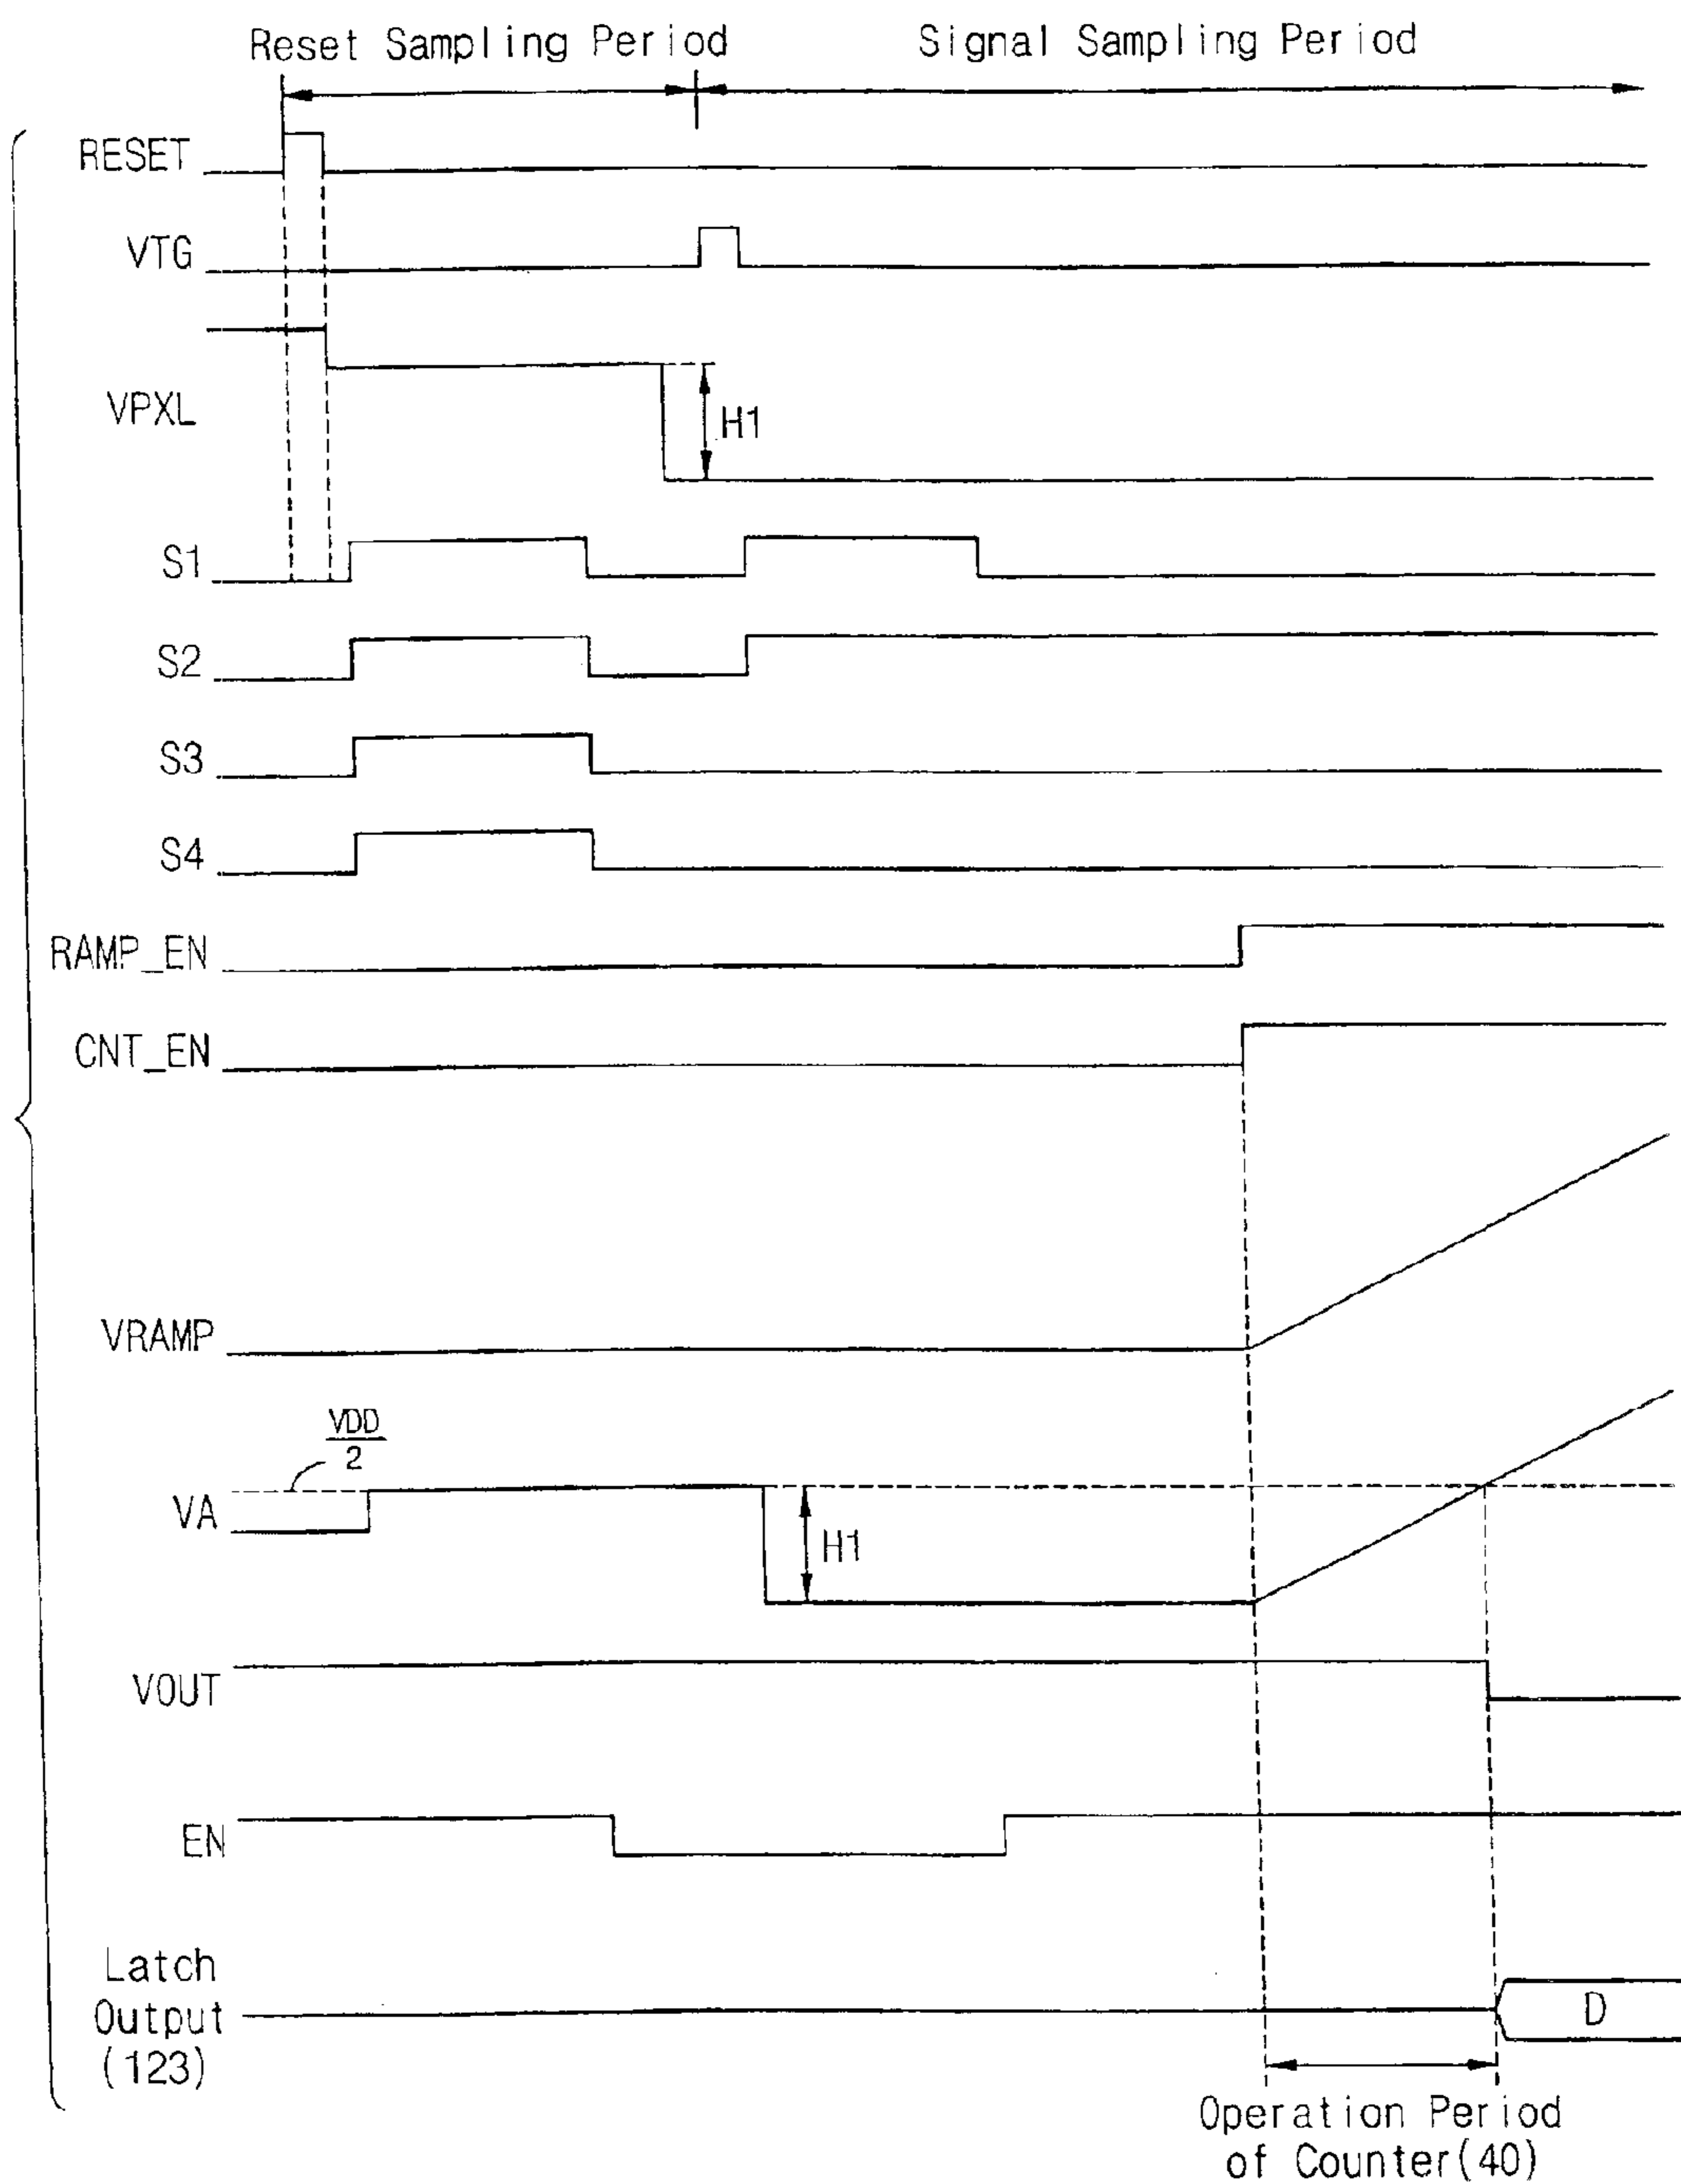 Reset Sampling Period
Signal Sampling Period
RESET
VTG
VPXL
H1
S1
S2
S3
S4
RAMP_EN
CNT_EN
VRAMP
VDD
2
VA
H1
VOUT
EN
Latch
Output
(123)
D
Operation Period
of Counter(40)